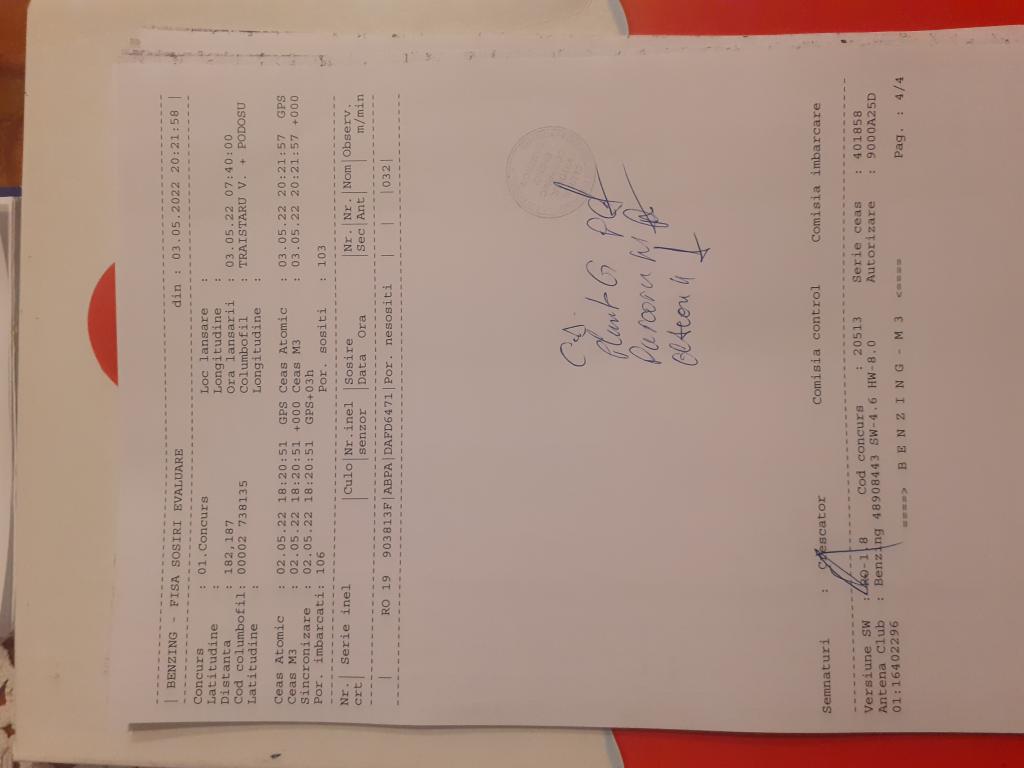 | BENZING - FISA SOSIRI EVALUARE din : 03.05.2022 20:21:58 |
Concurs : 01.Concurs Loc lansare :
Latitudine : Longitudine :
Distanta : 182,187 Ora lansarii : 03.05.22 07:40:00
Cod columbofil: 00002 738135 Columbofil : TRAISTARU V. + PODOSU
Latitudine : Longitudine :
Ceas Atomic : 02.05.22 18:20:51 GPS Ceas Atomic : 03.05.22 20:21:57 GPS
Ceas M3 : 02.05.22 18:20:51 +000 Ceas M3 : 03.05.22 20:21:57 +000
Sincronizare : 02.05.22 18:20:51 GPS+03h
Por. imbarcati: 106 Por. sositi : 103
Nr.| Serie inel |Culo|Nr.inel |Sosire |Nr.|Nr.|Nom|Observ.
crt| | |senzor |Data Ora |Sec|Ant| | m/min
| RO 19 903813F|ABPA|DAFD6471|Por. nesositi | | |032|
Semnaturi : Crescator Comisia control Comisia imbarcare
Versiune SW : RO-1.8 Cod concurs : 20513 Serie ceas : 401858
Antena Club : Benzing 48908443 SW-4.6 HW-8.0 Autorizare : 9000A25D
01:16402296
====> B E N Z I N G - M 3 <==== Pag. : 4/4